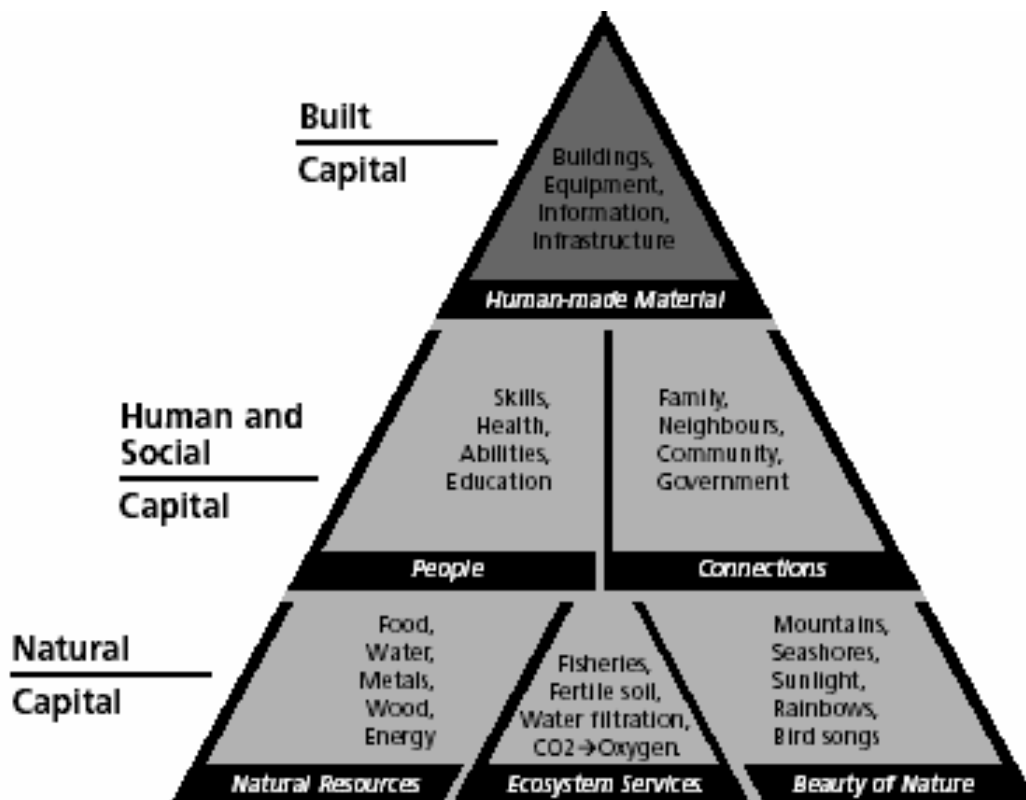 Built
Capital
Buildings,
Equipment,
Information,
Infrastructure
Human-made Material
Human and
Social
Capital
Skills,
Health,
Abilities,
Education
People
Family,
Neighbours,
Community,
Government
Connections
Natural
Capital
Food,
Water,
Metals,
Wood,
Energy
Natural Resources
Fisheries,
Fertile soil,
Water filtration,
CO2→Oxygen.
Ecosystem Services
Mountains,
Seashores,
Sunlight,
Rainbows,
Bird songs
Beauty of Nature